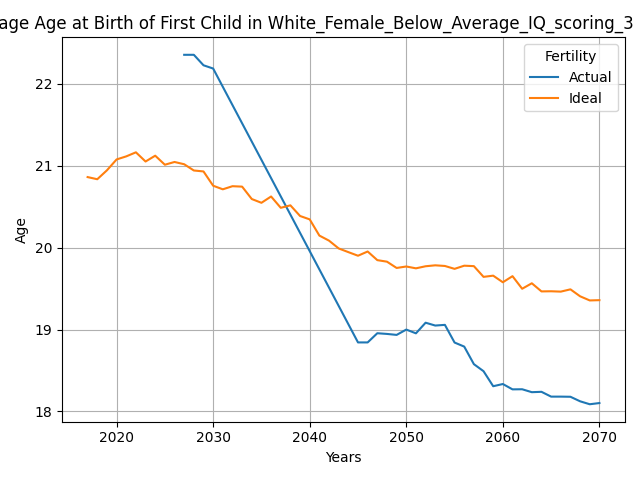 age Age at Birth of First Child in White_Female_Below_Average_IQ_scoring_3
Fertility
Actual
Ideal
22
21
20
19
18
Age
2020 2030 2040 2050 2060 2070
Years